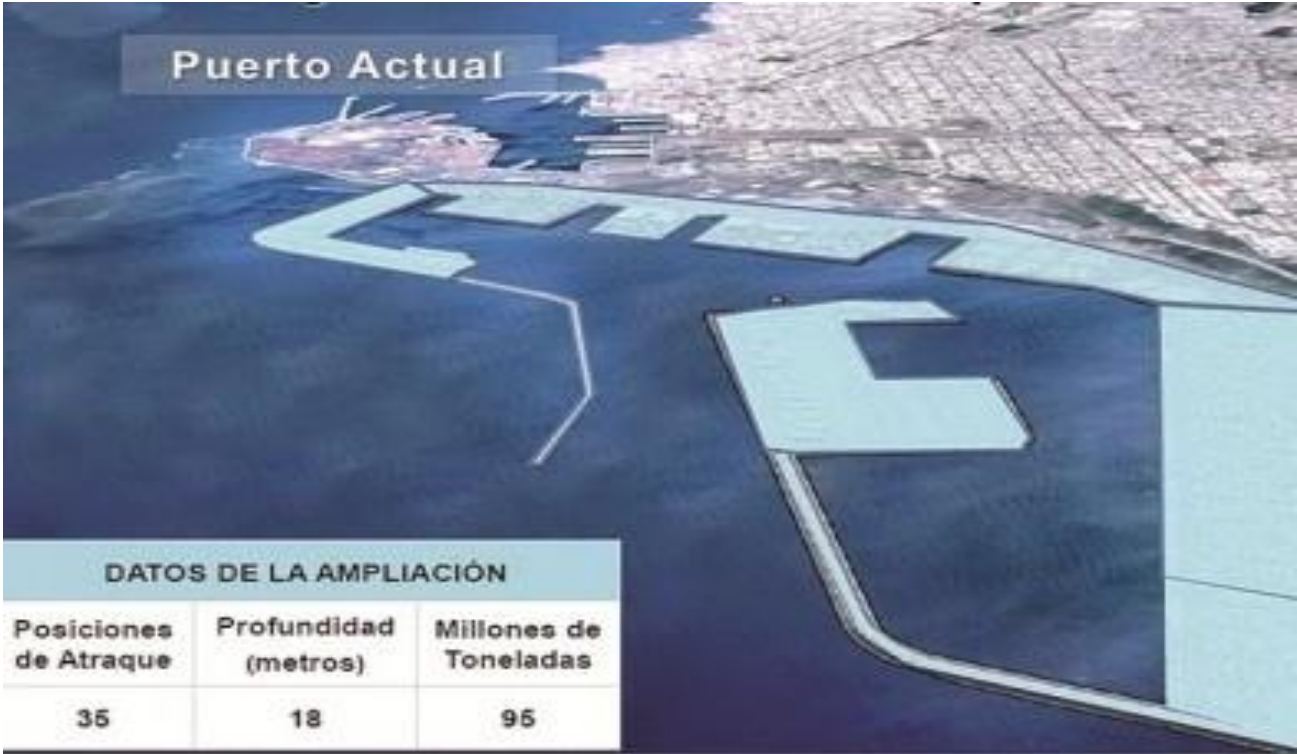 Puerto Actual
DATOS DE LA AMPLIACIÓN
Posiciones de Atraque
Profundidad (metros)
Millones de Toneladas
35
18
95